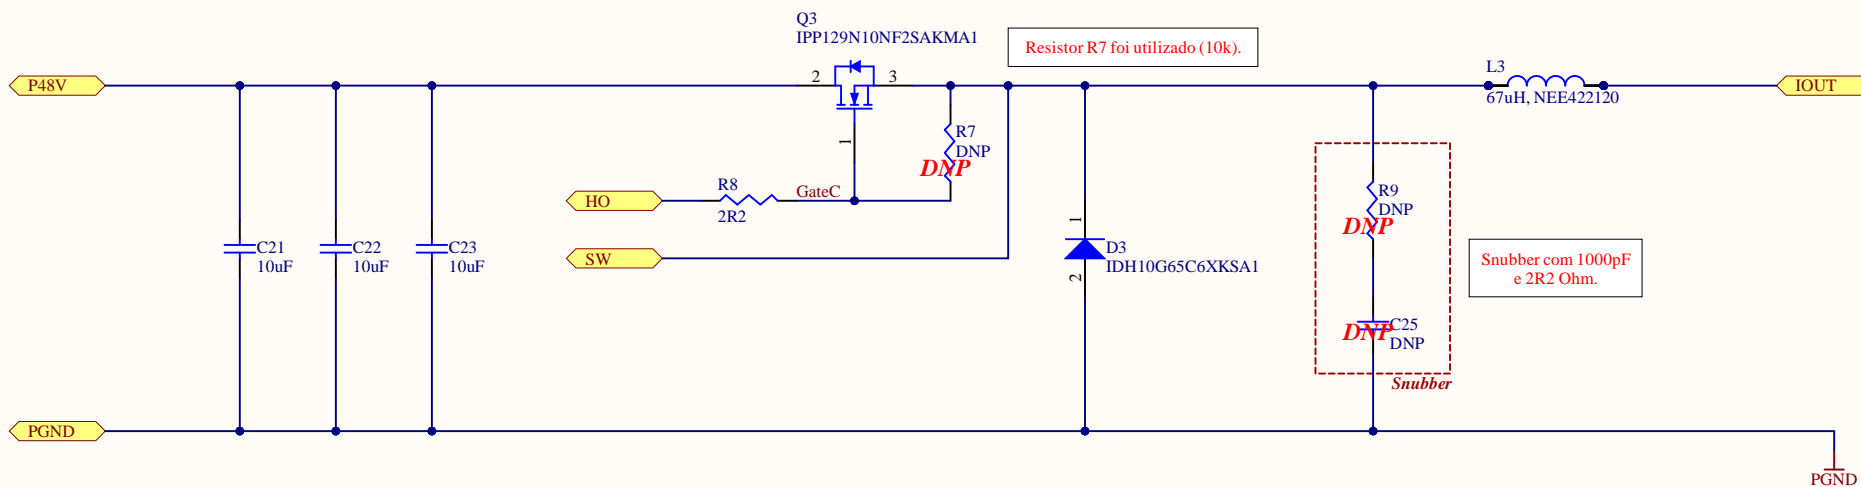 Q3
IPP129N10NF2SAKMA1
Resistor R7 foi utilizado (10k).
P48V
2
3
L3
67uH, NEE422120
IOUT
1
R7
DNP
DNP
HO
R8
2R2
GateC
SW
C21
10uF
C22
10uF
C23
10uF
1
D3
IDH10G65C6XKSA1
2
R9
DNP
DNP
Snubber com 1000pF
e 2R2 Ohm.
C25
DNP
DNP
Snubber
PGND
PGND